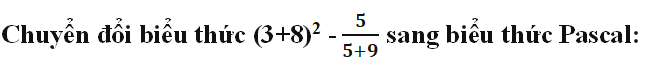 Chuyển đổi biểu thức (3+8)² - 5/(5+9) sang biểu thức Pascal: